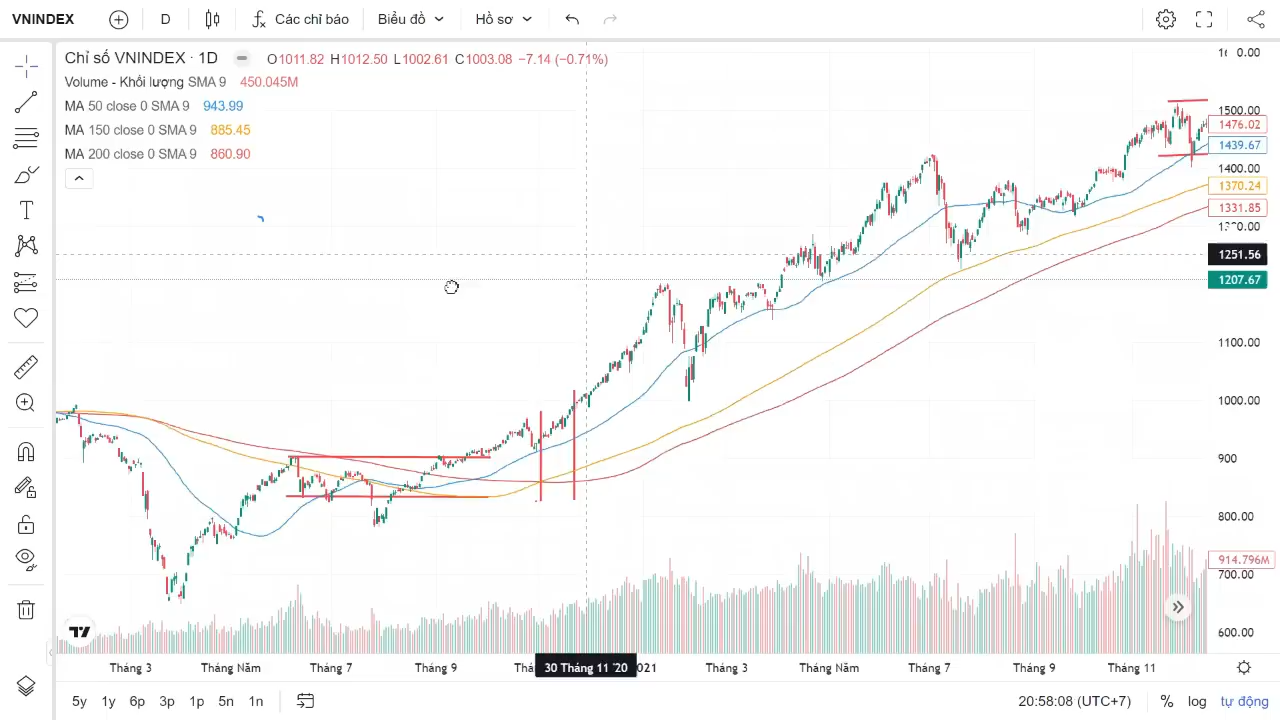 VNINDEX D Các chỉ báo Biểu đồ Hồ sơ
Chỉ số VNINDEX · 1D O1011.82 H1012.50 L1002.61 C1003.08 −7.14 (−0.71%)
Volume - Khối lượng SMA 9 450.045M
MA 50 close 0 SMA 9 943.99
MA 150 close 0 SMA 9 885.45
MA 200 close 0 SMA 9 860.90
1500.00
1476.02
1439.67
1400.00
1370.24
1331.85
1251.56
1207.67
1100.00
1000.00
900
800.00
914.796M
700.00
600.00
Tháng 3 Tháng Năm Tháng 7 Tháng 9 30 Tháng 11 '20 Tháng 3 Tháng Năm Tháng 7 Tháng 9 Tháng 11
5y 1y 6p 3p 1p 5n 1n 20:58:08 (UTC+7) % log tự động